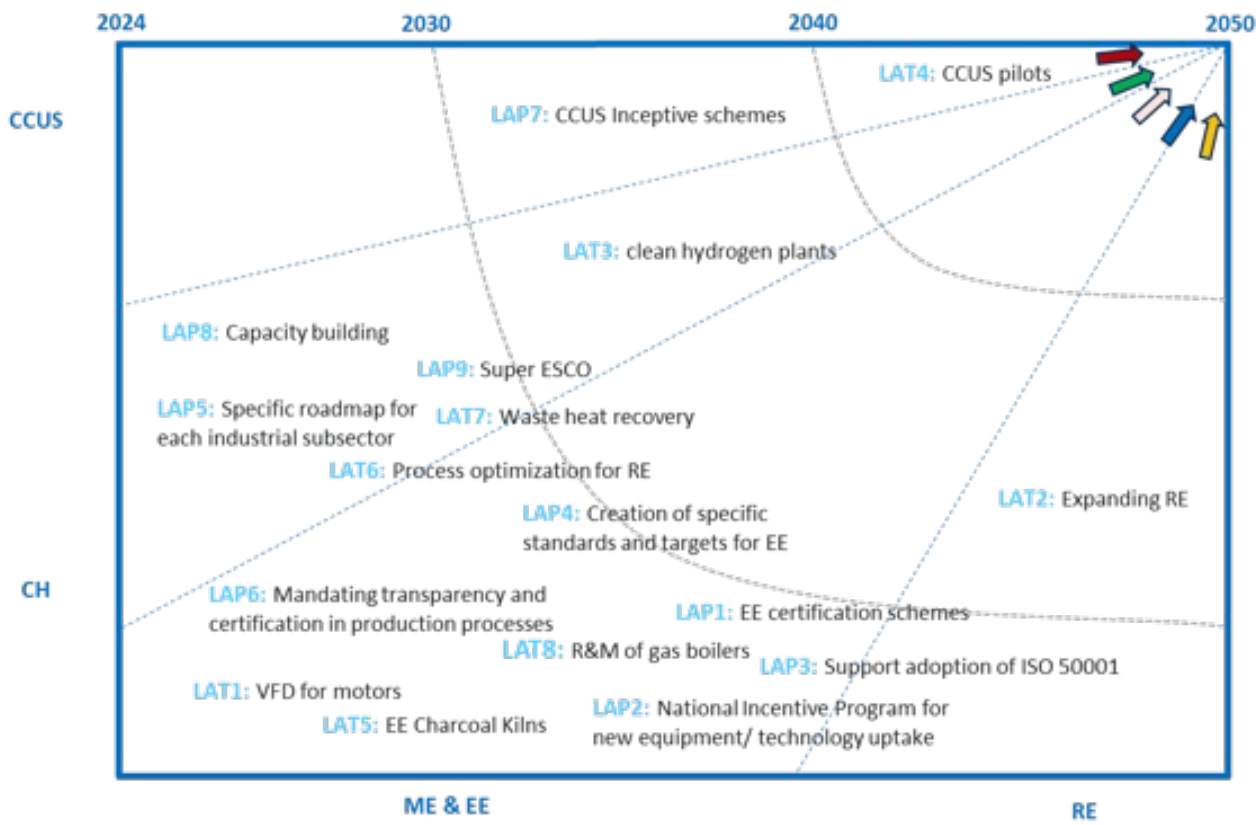 2024 2030 2040 2050
LAT4: CCUS pilots
CCUS
LAP7: CCUS Inceptive schemes
LAT3: clean hydrogen plants
LAP8: Capacity building
LAP9: Super ESCO
LAP5: Specific roadmap for
each industrial subsector
LAT7: Waste heat recovery
LAT6: Process optimization for RE
LAT2: Expanding RE
LAP4: Creation of specific
standards and targets for EE
CH
LAP6: Mandating transparency and
certification in production processes
LAP1: EE certification schemes
LAT8: R&M of gas boilers
LAP3: Support adoption of ISO 50001
LAT1: VFD for motors
LAP2: National Incentive Program for
new equipment/ technology uptake
LAT5: EE Charcoal Kilns
ME & EE
RE